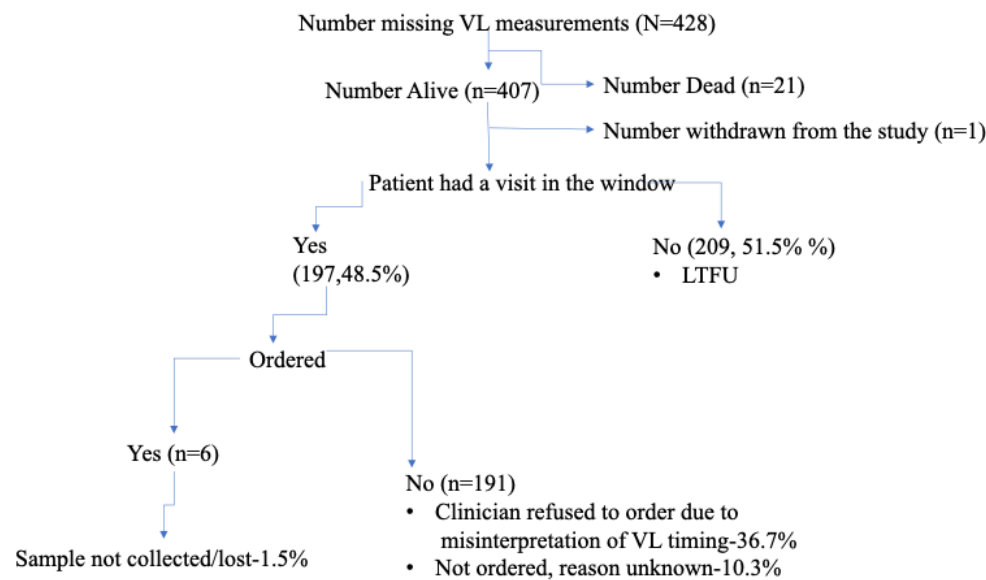 Number missing VL measurements (N=428)
Number Alive (n=407)
Number Dead (n=21)
Number withdrawn from the study (n=1)
Patient had a visit in the window
Yes
(197,48.5%)
No (209, 51.5% %)
• LTFU
Ordered
Yes (n=6)
No (n=191)
• Clinician refused to order due to
misinterpretation of VL timing-36.7%
• Not ordered, reason unknown-10.3%
Sample not collected/lost-1.5%